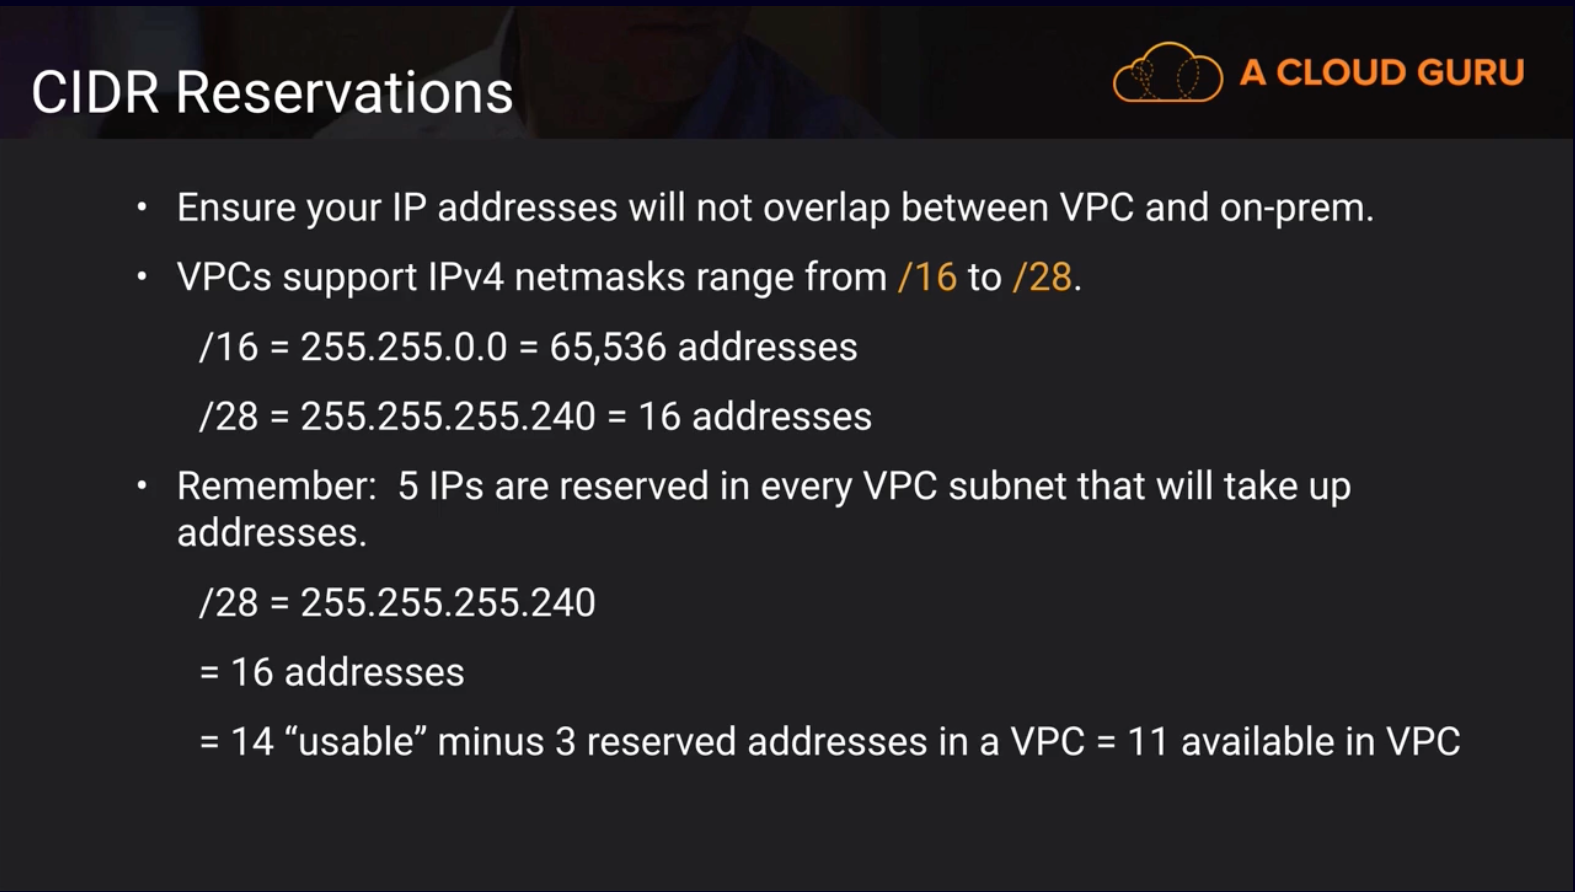 CIDR Reservations
A CLOUD GURU
• Ensure your IP addresses will not overlap between VPC and on-prem.
• VPCs support IPv4 netmasks range from /16 to /28.
/16 = 255.255.0.0 = 65,536 addresses
/28 = 255.255.255.240 = 16 addresses
• Remember:  5 IPs are reserved in every VPC subnet that will take up
addresses.
/28 = 255.255.255.240
= 16 addresses
= 14 “usable” minus 3 reserved addresses in a VPC = 11 available in VPC